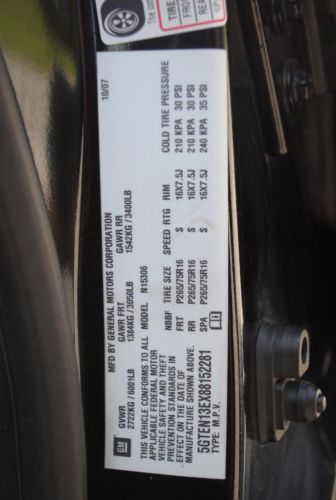 MFD BY GENERAL MOTORS CORPORATION 10/07
GVWR GAWR FRT GAWR RR
2722KG / 6001LB 1384KG / 3050LB 1542KG / 3400LB
THIS VEHICLE CONFORMS TO ALL
APPLICABLE FEDERAL MOTOR
VEHICLE SAFETY AND THEFT
PREVENTION STANDARDS IN
EFFECT ON THE DATE OF
MANUFACTURE SHOWN ABOVE.
5GTEN13EX88152281
TYPE: M.P.V.
GM
MODEL N15306
NBBF TIRE SIZE SPEED RTG RIM COLD TIRE PRESSURE
FRT P265/75R16 S 16X7.5J 210 KPA 30 PSI
RR P265/75R16 S 16X7.5J 210 KPA 30 PSI
SPA P265/75R16 S 16X7.5J 240 KPA 35 PSI
TIRE
FRO
REA